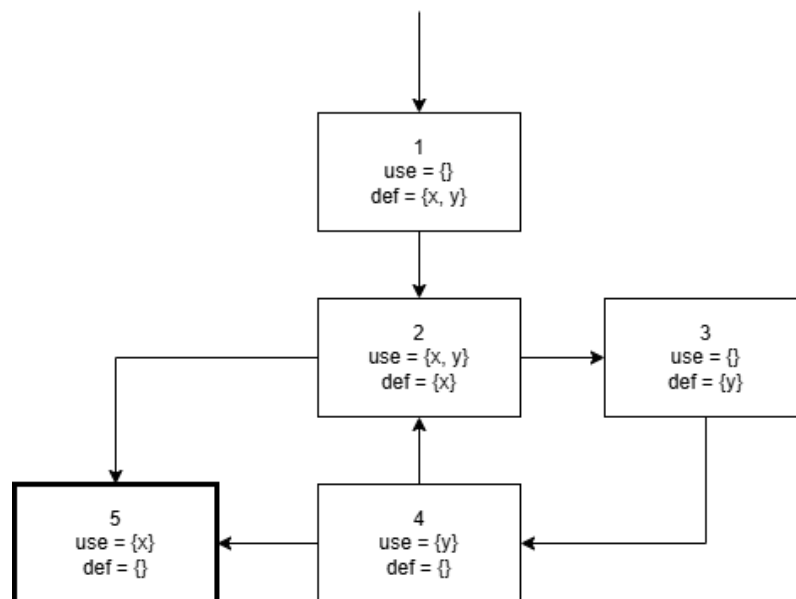 1
use = {}
def = {x, y}
2
use = {x, y}
def = {x}
3
use = {}
def = {y}
5
use = {x}
def = {}
4
use = {y}
def = {}